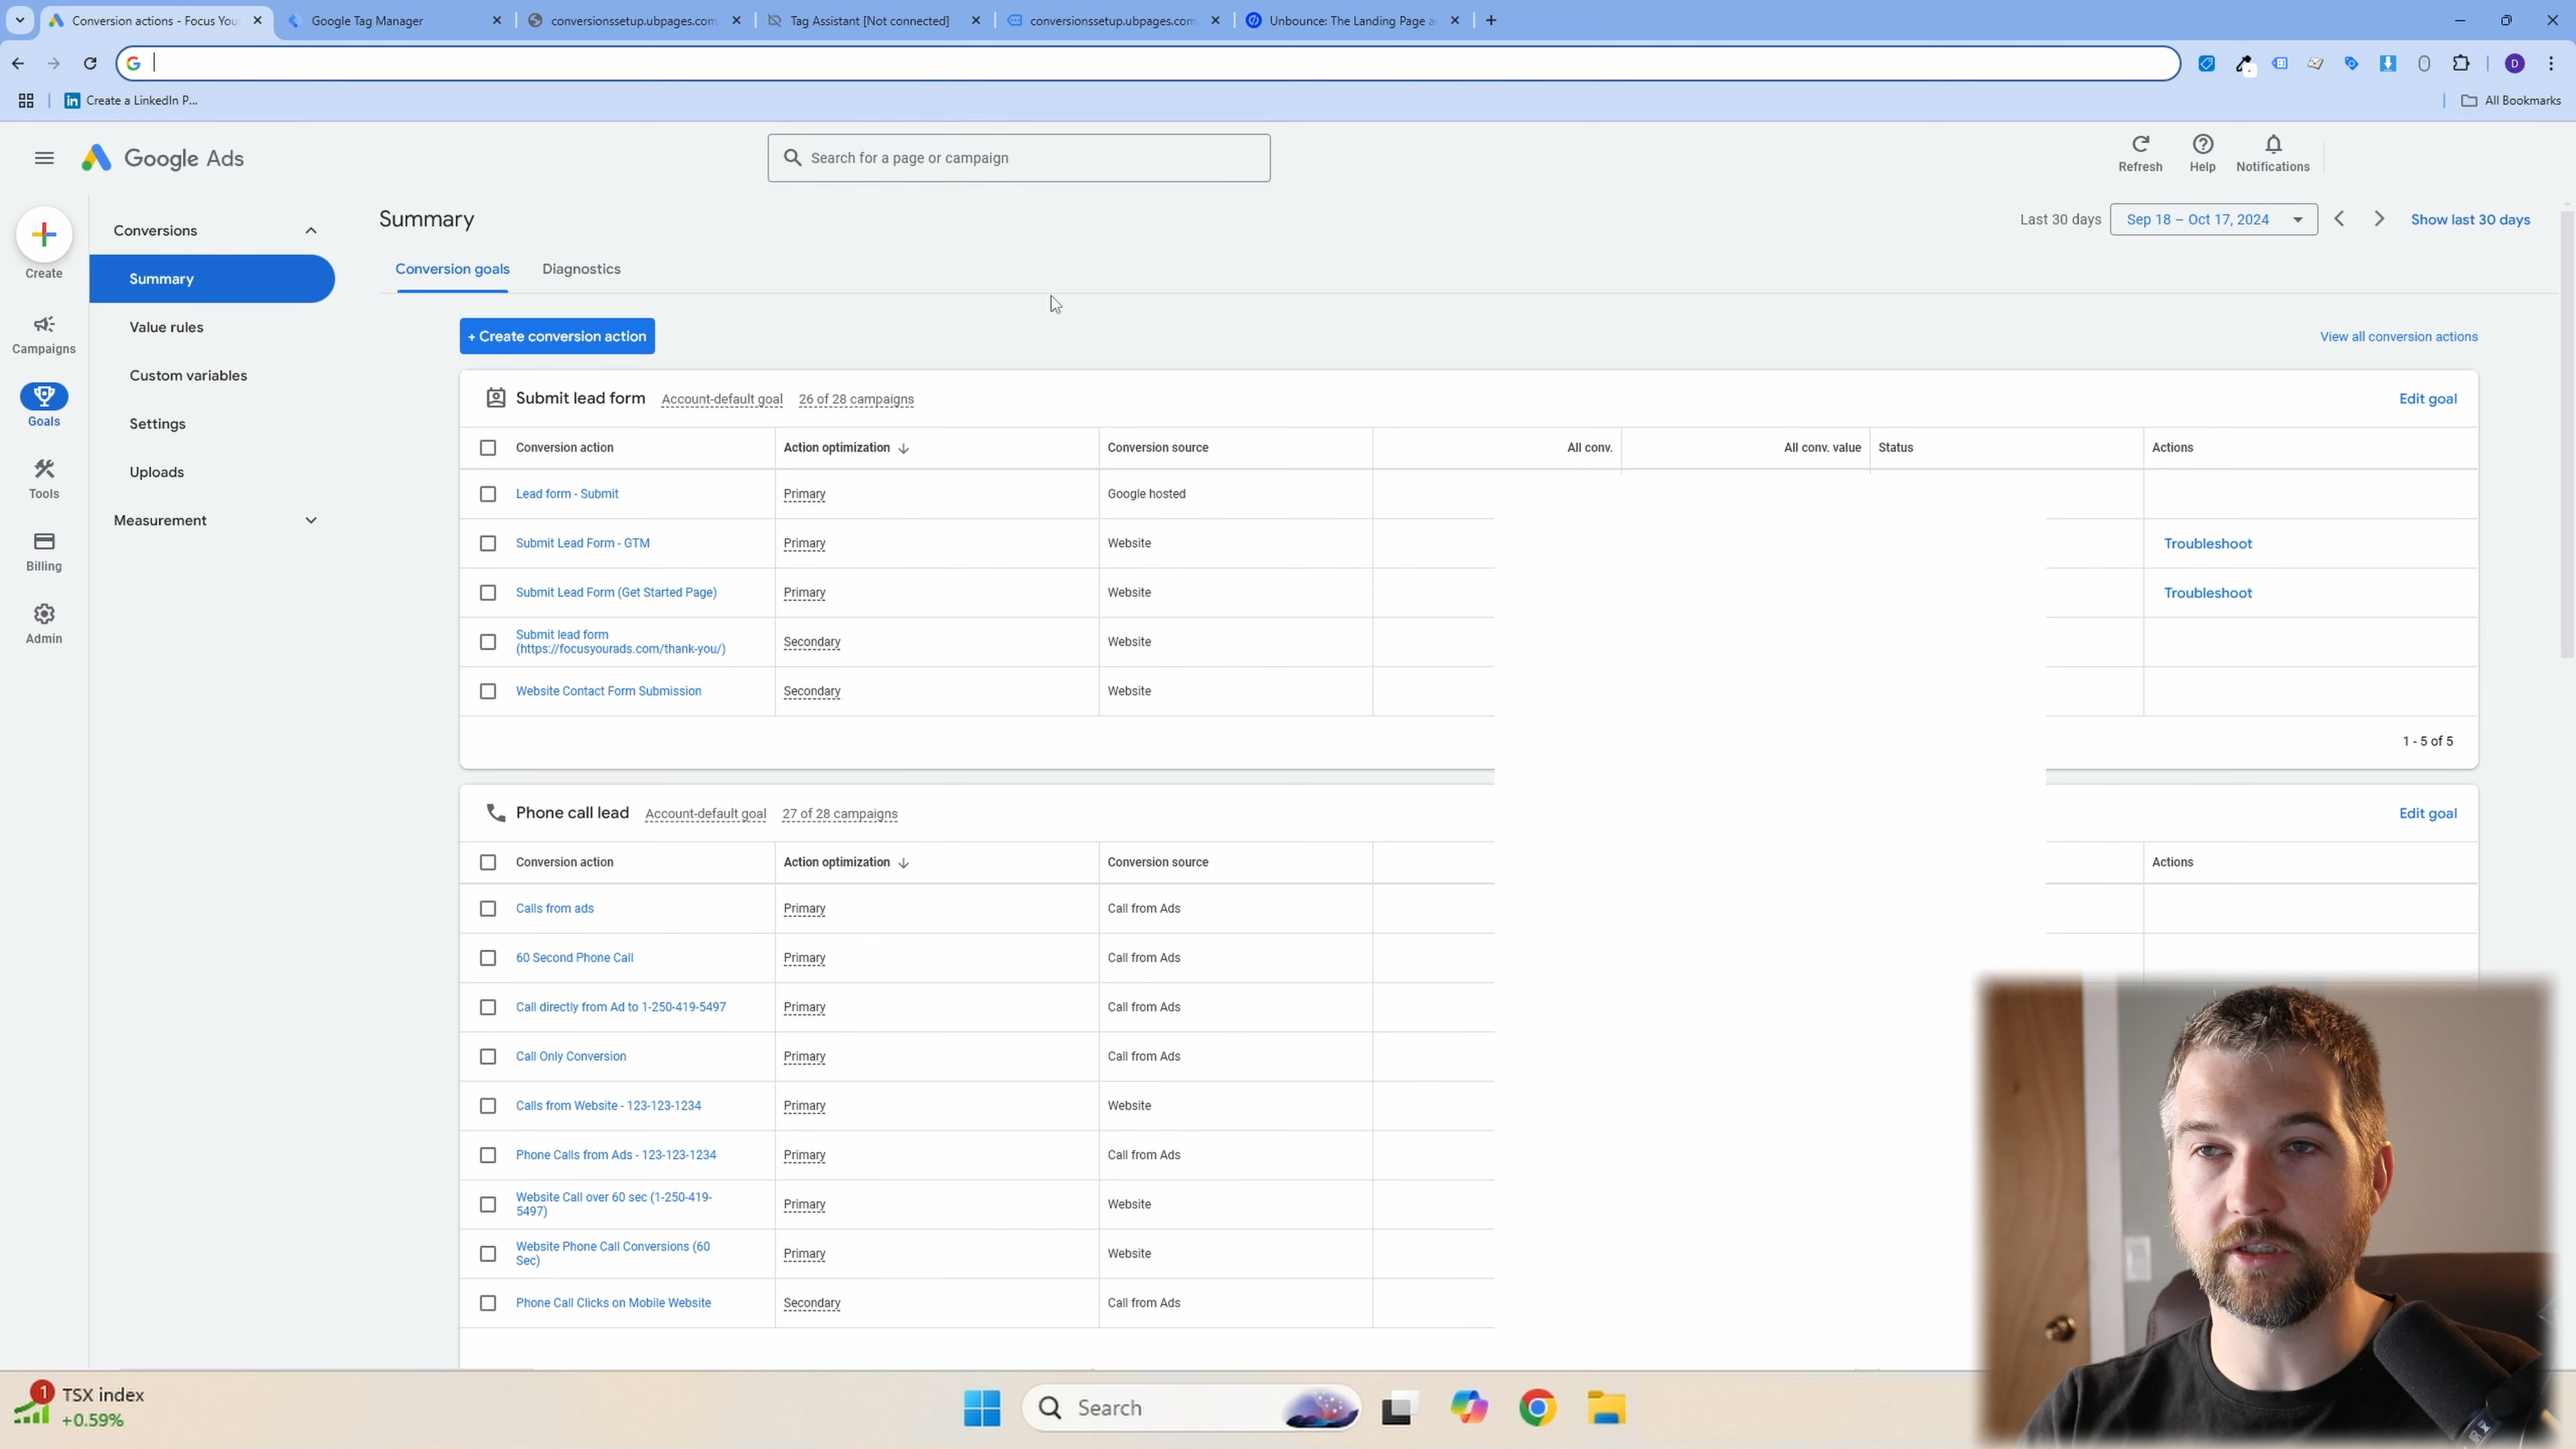 Conversion actions - Focus You
Google Tag Manager
conversionssetup.ubpages.com
Tag Assistant [Not connected]
conversionssetup.ubpages.com
Unbounce: The Landing Page a
Create a LinkedIn P...
All Bookmarks
Google Ads
Search for a page or campaign
Refresh
Help
Notifications
D
Create
Campaigns
Goals
Tools
Billing
Admin
Conversions
Summary
Value rules
Custom variables
Settings
Uploads
Measurement
Summary
Last 30 days
Sep 18 – Oct 17, 2024
Show last 30 days
Conversion goals
Diagnostics
+ Create conversion action
View all conversion actions
Submit lead form Account-default goal 26 of 28 campaigns Edit goal
Conversion action Action optimization Conversion source All conv. All conv. value Status Actions
Lead form - Submit Primary Google hosted
Submit Lead Form - GTM Primary Website Troubleshoot
Submit Lead Form (Get Started Page) Primary Website Troubleshoot
Submit lead form
(https://focusyourads.com/thank-you/) Secondary Website
Website Contact Form Submission Secondary Website
1 - 5 of 5
Phone call lead Account-default goal 27 of 28 campaigns Edit goal
Conversion action Action optimization Conversion source Actions
Calls from ads Primary Call from Ads
60 Second Phone Call Primary Call from Ads
Call directly from Ad to 1-250-419-5497 Primary Call from Ads
Call Only Conversion Primary Call from Ads
Calls from Website - 123-123-1234 Primary Website
Phone Calls from Ads - 123-123-1234 Primary Call from Ads
Website Call over 60 sec (1-250-419-
5497) Primary Website
Website Phone Call Conversions (60
Sec) Primary Website
Phone Call Clicks on Mobile Website Secondary Call from Ads
1
TSX index
+0.59%
Search